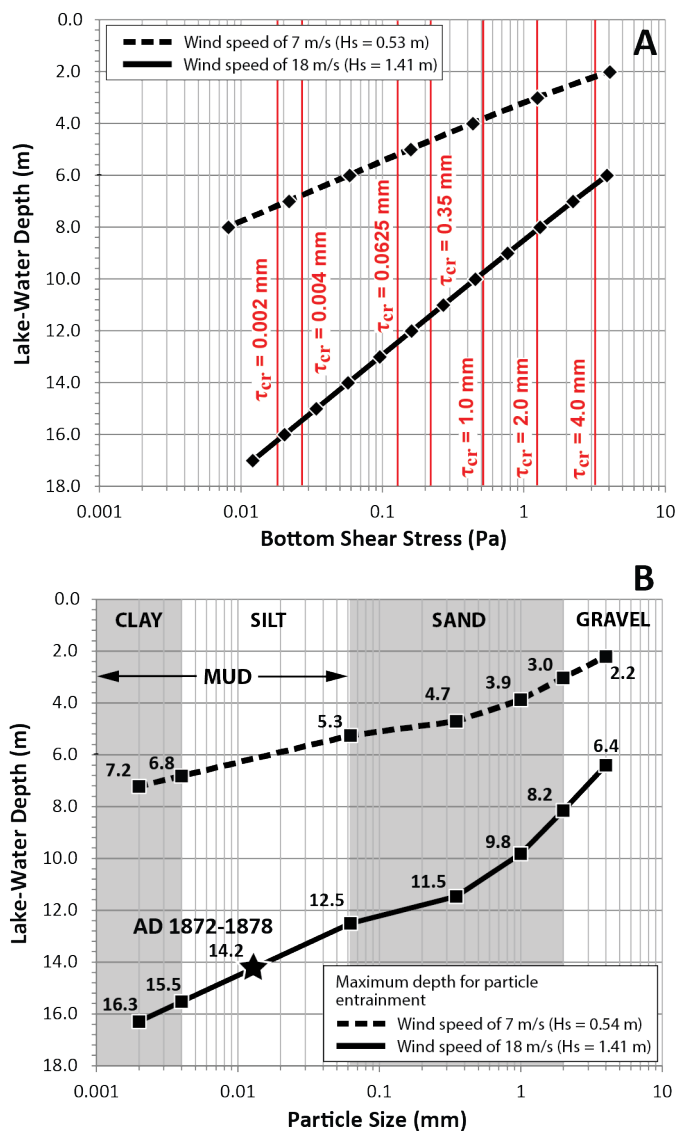 A
Wind speed of 7 m/s (Hs = 0.53 m)
Wind speed of 18 m/s (Hs = 1.41 m)
0.0
2.0
4.0
6.0
8.0
10.0
12.0
14.0
16.0
18.0
Lake-Water Depth (m)
τcr = 0.002 mm
τcr = 0.004 mm
τcr = 0.0625 mm
τcr = 0.35 mm
τcr = 1.0 mm
τcr = 2.0 mm
τcr = 4.0 mm
0.001 0.01 0.1 1 10
Bottom Shear Stress (Pa)
B
0.0
2.0
4.0
6.0
8.0
10.0
12.0
14.0
16.0
18.0
Lake-Water Depth (m)
CLAY SILT SAND GRAVEL
MUD
7.2 6.8 5.3 4.7 3.9 3.0 2.2
16.3 15.5 14.2 12.5 11.5 9.8 8.2 6.4
AD 1872-1878
Maximum depth for particle
entrainment
Wind speed of 7 m/s (Hs = 0.54 m)
Wind speed of 18 m/s (Hs = 1.41 m)
0.001 0.01 0.1 1 10
Particle Size (mm)